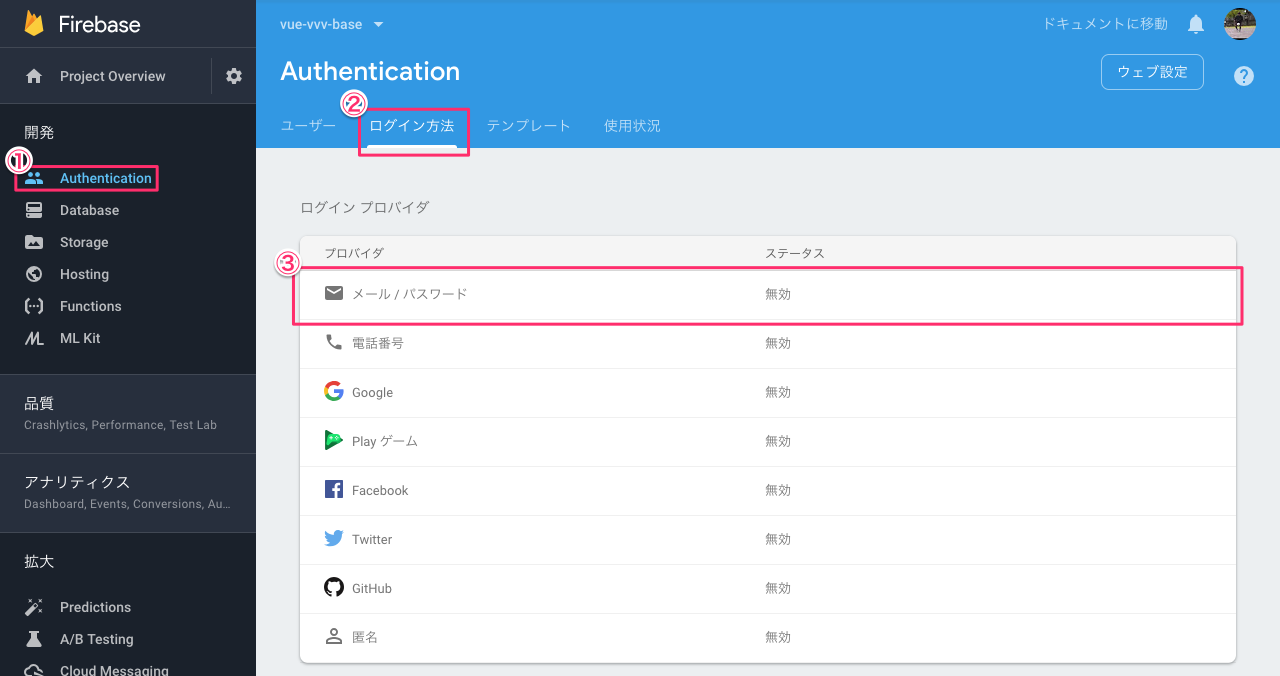 Firebase
Project Overview
開発
①
Authentication
Database
Storage
Hosting
Functions
ML Kit
品質
Crashlytics, Performance, Test Lab
アナリティクス
Dashboard, Events, Conversions, Au...
拡大
Predictions
A/B Testing
Cloud Messaging
vue-vvv-base
ドキュメントに移動
Authentication
ウェブ設定
?
②
ユーザー ログイン方法 テンプレート 使用状況
ログイン プロバイダ
プロバイダ ステータス
③
メール / パスワード 無効
電話番号 無効
Google 無効
Play ゲーム 無効
Facebook 無効
Twitter 無効
GitHub 無効
匿名 無効